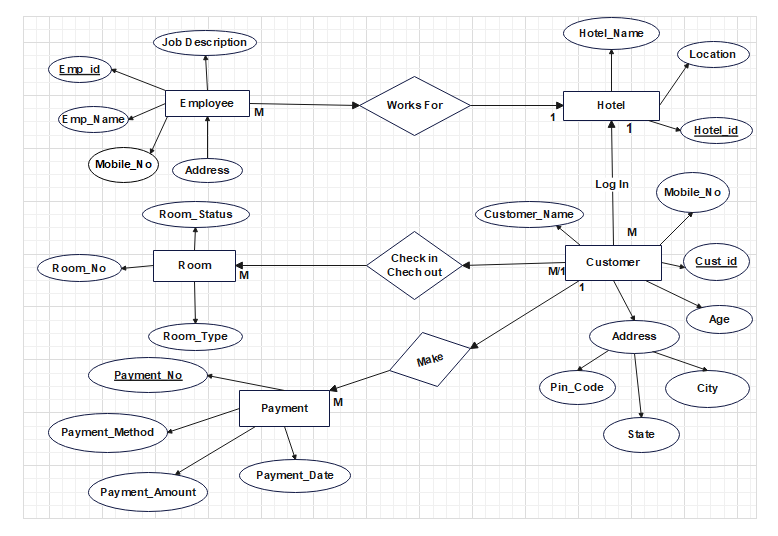 Hotel_Name
Job Description
Location
Emp_id
Employee
M
Works For
1
Hotel
1
Emp_Name
Hotel_id
Mobile_No
Address
Log In
Mobile_No
Room_Status
Customer_Name
M
Check in
Chech out
Room_No
Room
M
M/1
Customer
Cust_id
1
Age
Room_Type
Address
Make
Payment_No
Pin_Code
City
Payment
M
Payment_Method
State
Payment_Date
Payment_Amount